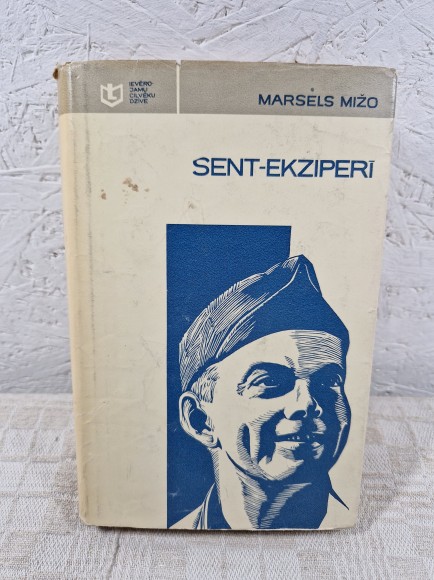 IEVĒRO-
JAMU
CILVĒKU
DZĪVE
MARSELS MIŽO
SENT-EKZIPERĪ